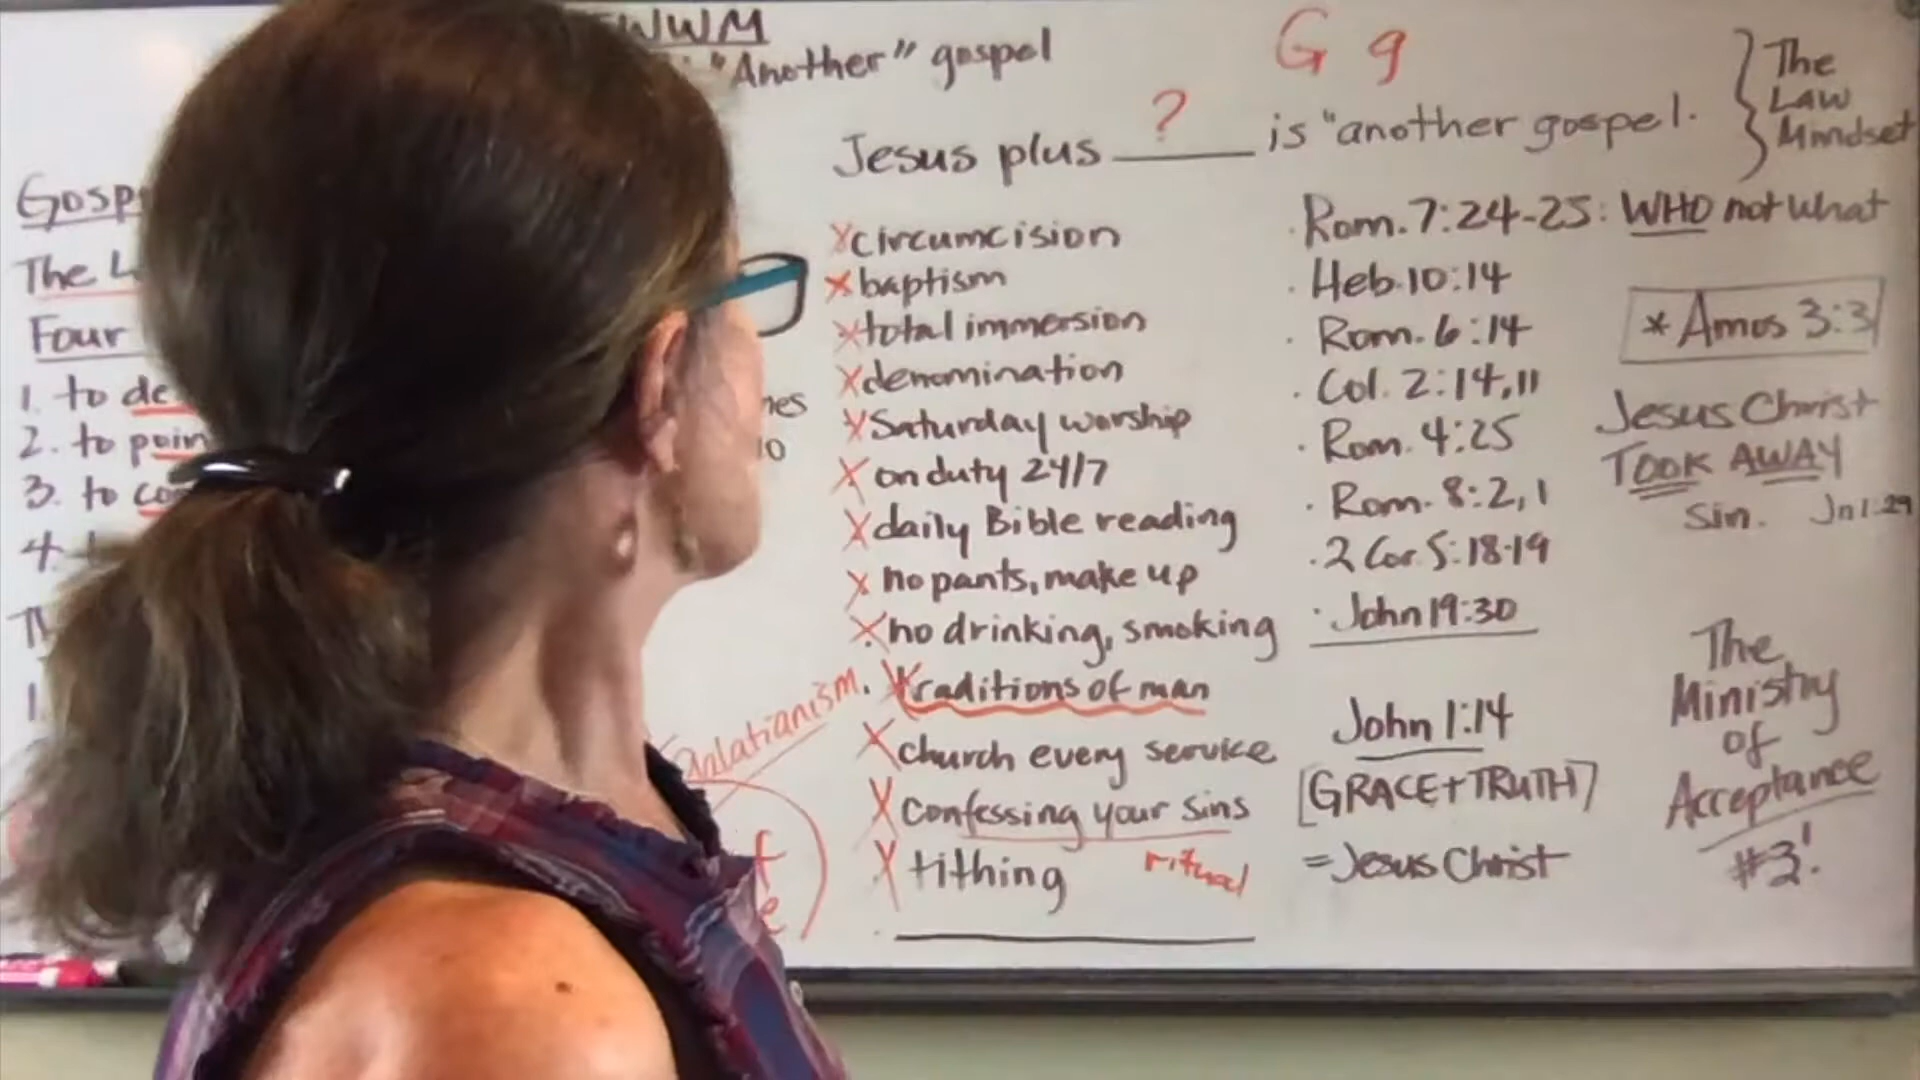 WWM
"Another" gospel
G g
Jesus plus ? is "another gospel.
The
Law
Mindset
Gosp
The L
Four
1. to de
2. to poin
3. to co
4.
1.
x circumcision
x baptism
x total immersion
x denomination
x Saturday worship
x on duty 24/7
x daily Bible reading
x no pants, make up
x no drinking, smoking
x traditions of man
x church every service
x confessing your sins
x tithing
ritual
Galatianism.
· Rom. 7:24-25: WHO not what
· Heb. 10:14
· Rom. 6:14
· Col. 2:14,11
· Rom. 4:25
· Rom. 8:2,1
· 2 Cor. 5:18-19
· John 19:30
John 1:14
[GRACE + TRUTH]
= Jesus Christ
* Amos 3:3
Jesus Christ
TOOK AWAY
sin. Jn 1:29
The
Ministry
of
Acceptance
#3!